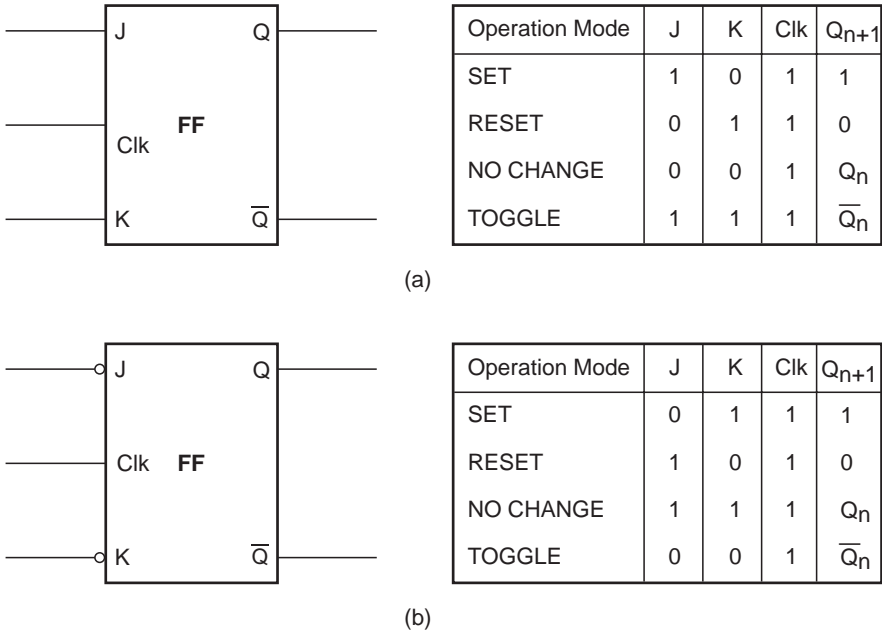 J Q
FF
Clk
K Q̅
Operation Mode J K Clk Qn+1
SET 1 0 1 1
RESET 0 1 1 0
NO CHANGE 0 0 1 Qn
TOGGLE 1 1 1 Q̅n
(a)
J Q
Clk FF
K Q̅
Operation Mode J K Clk Qn+1
SET 0 1 1 1
RESET 1 0 1 0
NO CHANGE 1 1 1 Qn
TOGGLE 0 0 1 Q̅n
(b)